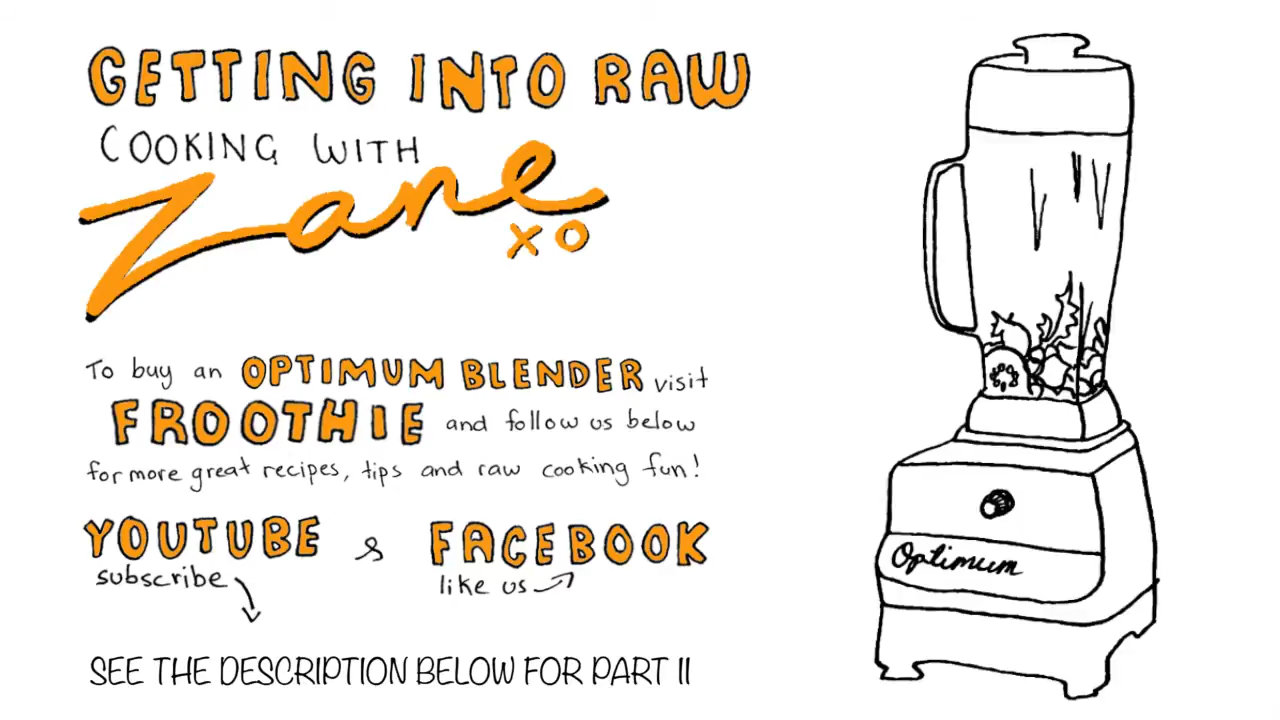 GETTING INTO RAW
COOKING WITH
Zane
XO
To buy an OPTIMUM BLENDER visit
FROOTHIE and follow us below
for more great recipes, tips and raw cooking fun!
YOUTUBE & FACEBOOK
subscribe like us
SEE THE DESCRIPTION BELOW FOR PART II
Optimum